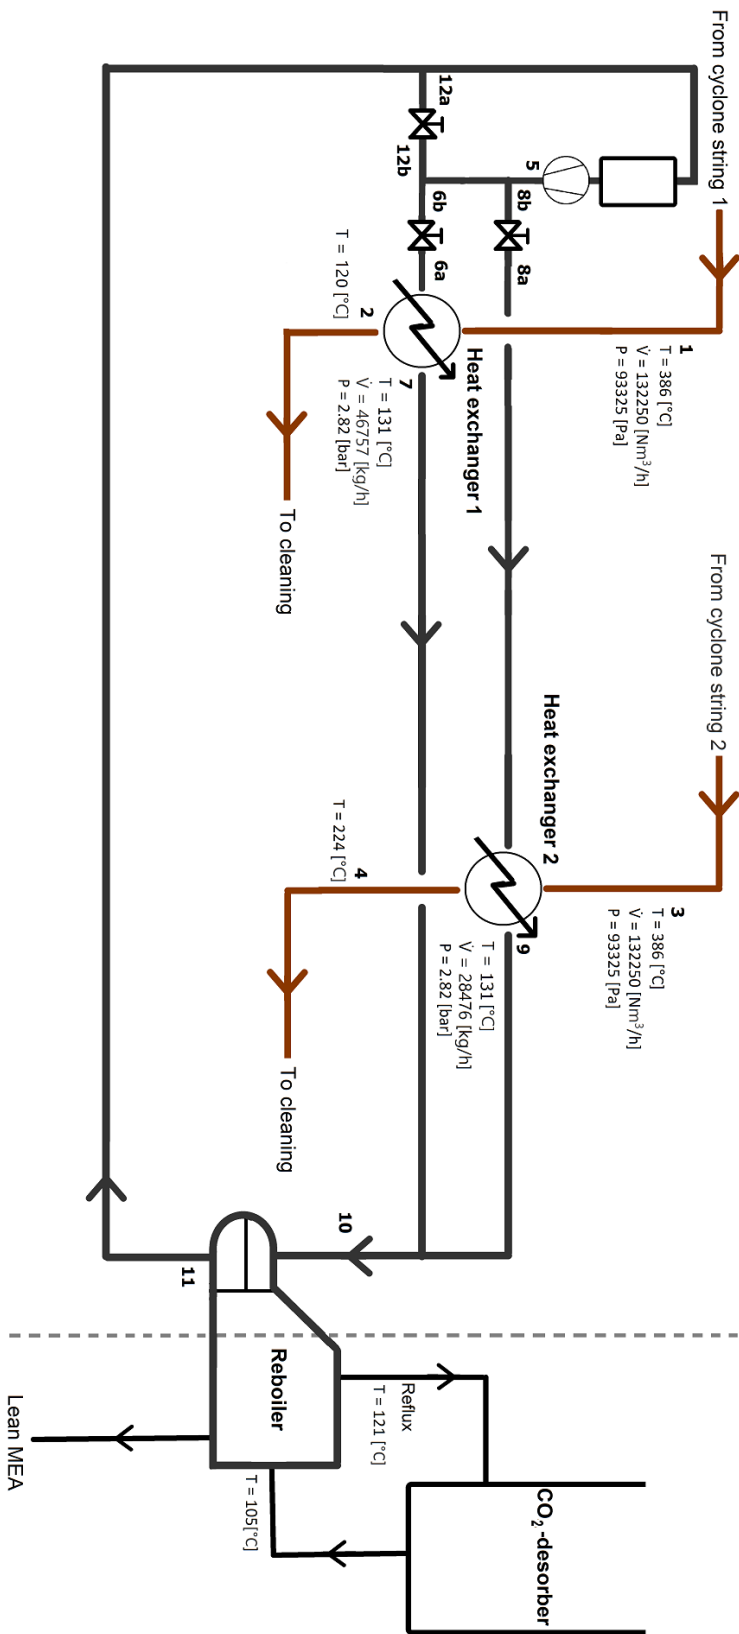 From cyclone string 1
From cyclone string 2
12a
12b
5
6b
6a
8b
8a
1
T = 386 [°C]
V̇ = 132250 [Nm³/h]
P = 93325 [Pa]
Heat exchanger 1
2
T = 120 [°C]
7
T = 131 [°C]
V̇ = 46757 [kg/h]
P = 2.82 [bar]
To cleaning
3
T = 386 [°C]
V̇ = 132250 [Nm³/h]
P = 93325 [Pa]
Heat exchanger 2
4
T = 224 [°C]
9
T = 131 [°C]
V̇ = 28476 [kg/h]
P = 2.82 [bar]
To cleaning
10
11
Reboiler
Reflux
T = 121 [°C]
T = 105[°C]
CO₂-desorber
Lean MEA